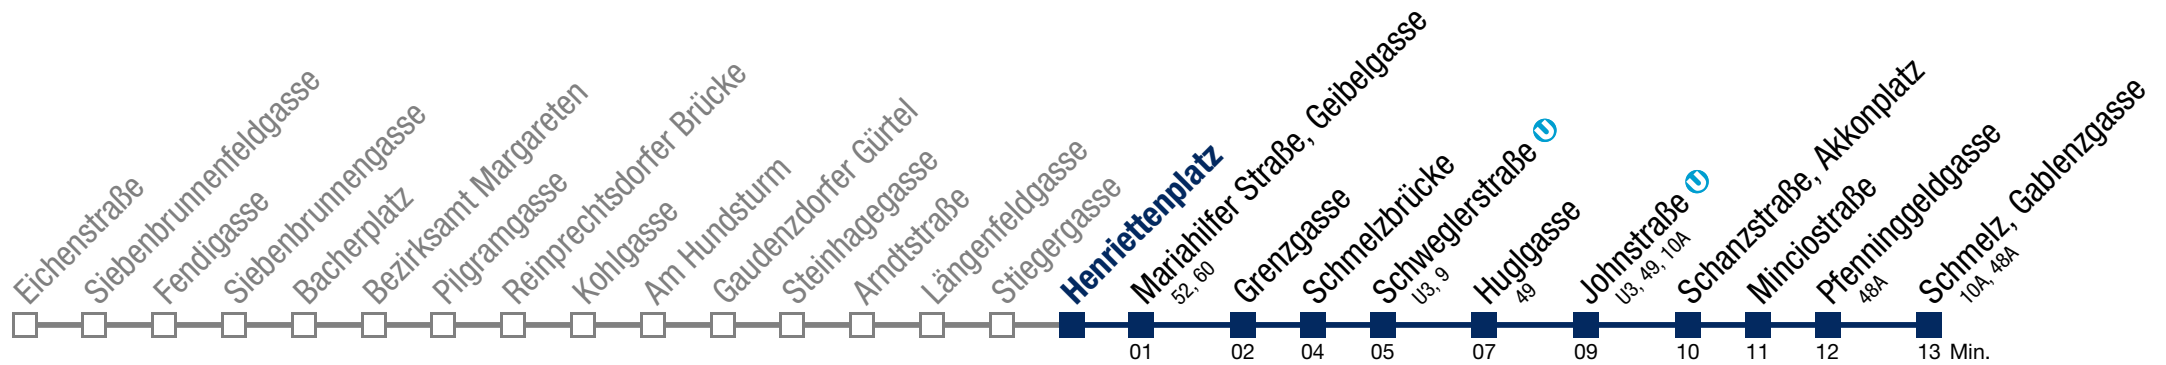 Eichenstraße
Siebenbrunnenfeldgasse
Fendigasse
Siebenbrunnengasse
Bacherplatz
Bezirksamt Margareten
Pilgramgasse
Reinprechtsdorfer Brücke
Kohlgasse
Am Hundsturm
Gaudenzdorfer Gürtel
Steinhagegasse
Arndtstraße
Längenfeldgasse
Stiegergasse
Henriettenplatz
Mariahilfer Straße, Geibelgasse
52, 60
Grenzgasse
Schmelzbrücke
Schweglerstraße U
U3, 9
Huglgasse
49
Johnstraße U
U3, 49, 10A
Schanzstraße, Akkonplatz
Minciostraße
Pfenninggeldgasse
48A
Schmelz, Gablenzgasse
10A, 48A
01 02 04 05 07 09 10 11 12 13 Min.